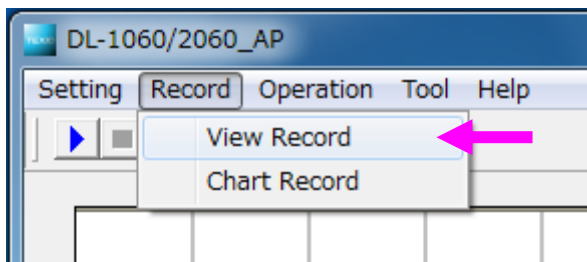 DL-1060/2060_AP
Setting Record Operation Tool Help
View Record
Chart Record